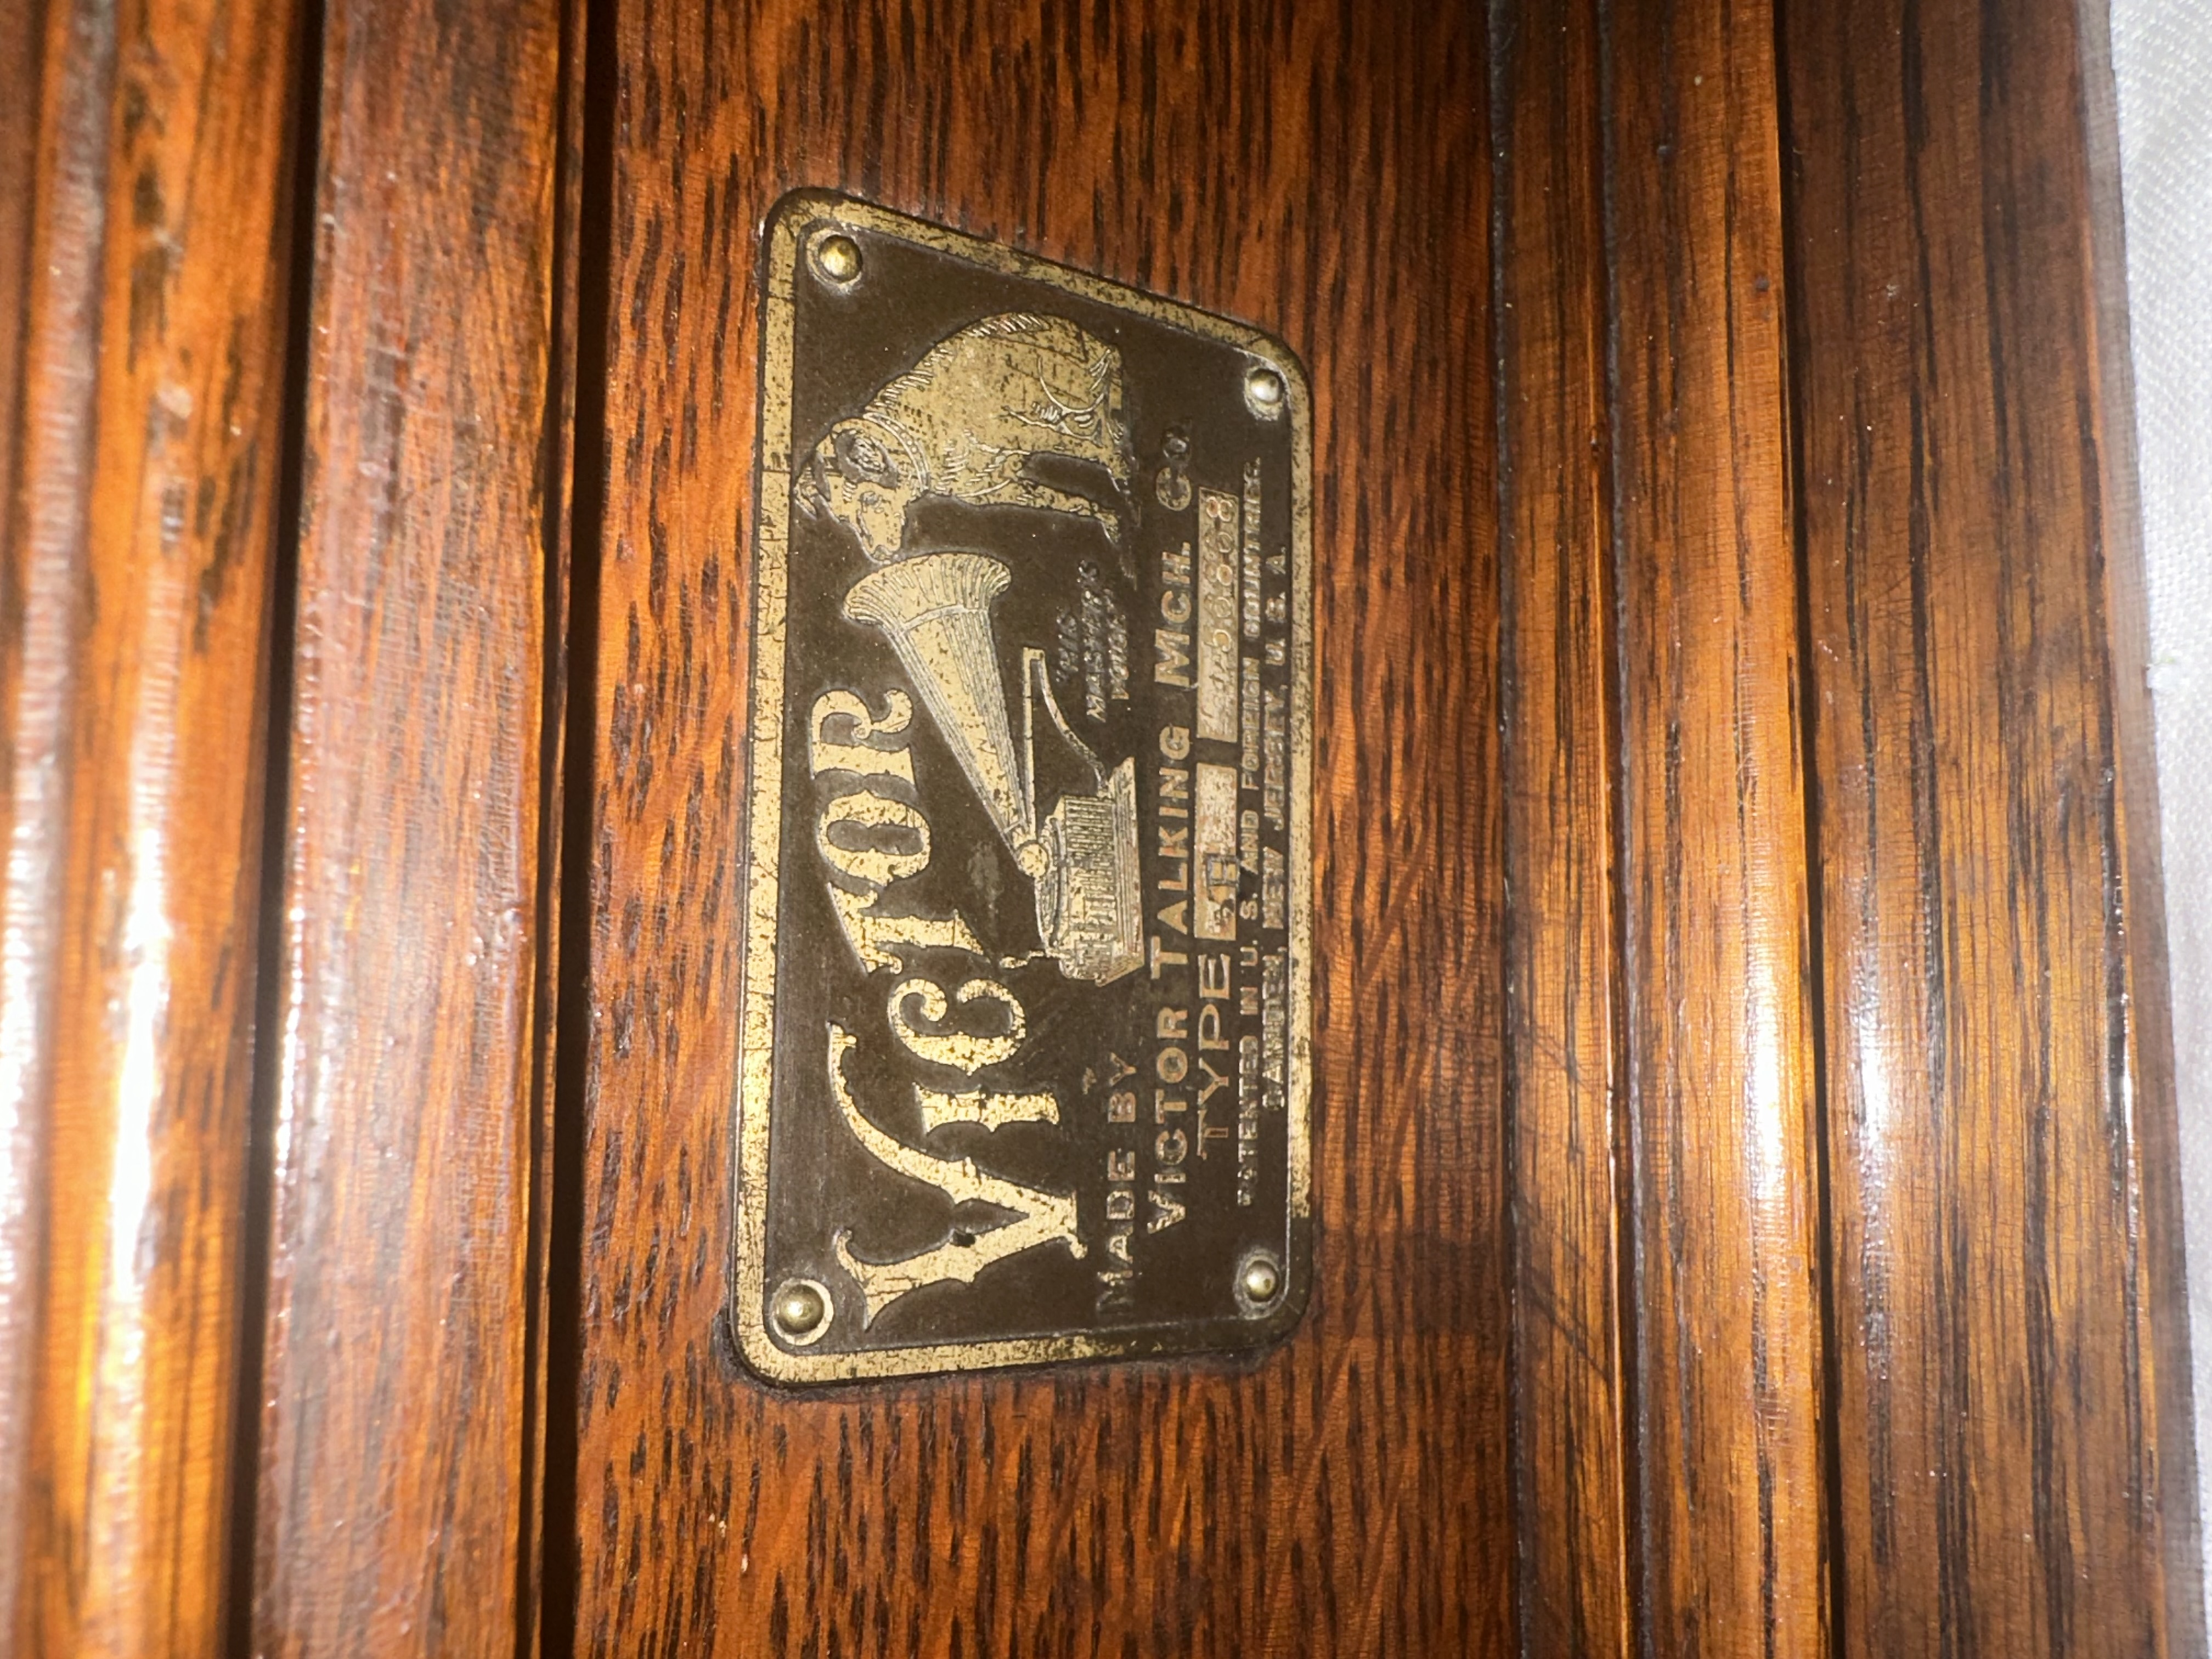 VICTOR
"HIS
MASTER'S
VOICE"
MADE BY
VICTOR TALKING MCH. CO.
TYPE
PATENTED IN U. S. AND FOREIGN COUNTRIES.
CAMDEN, NEW JERSEY, U. S. A.